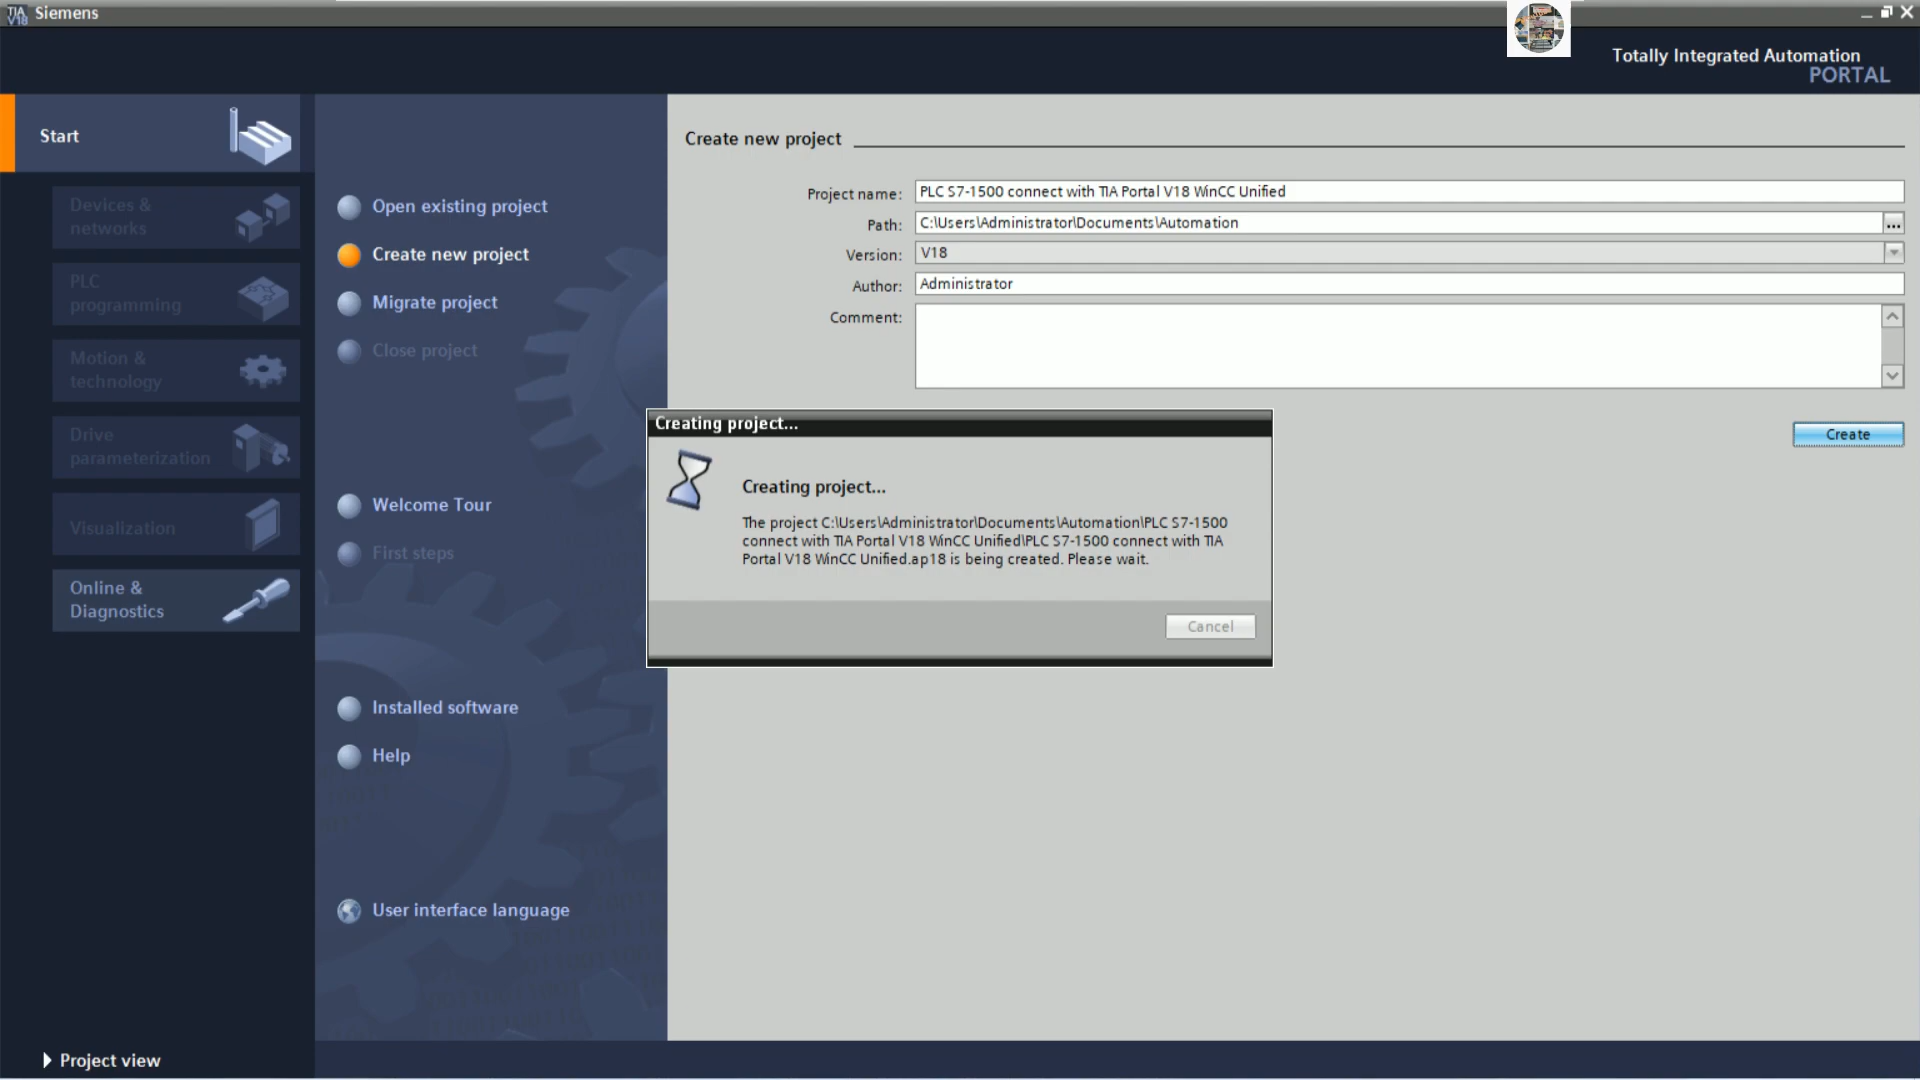 TIA
V18
Siemens
Totally Integrated Automation
PORTAL
Start
Devices &
networks
PLC
programming
Motion &
technology
Drive
parameterization
Visualization
Online &
Diagnostics
Open existing project
Create new project
Migrate project
Close project
Welcome Tour
First steps
Installed software
Help
User interface language
Create new project
Project name: PLC S7-1500 connect with TIA Portal V18 WinCC Unified
Path: C:\Users\Administrator\Documents\Automation
...
Version: V18
Author: Administrator
Comment:
Create
Creating project...
Creating project...
The project C:\Users\Administrator\Documents\Automation\PLC S7-1500
connect with TIA Portal V18 WinCC Unified\PLC S7-1500 connect with TIA
Portal V18 WinCC Unified.ap18 is being created. Please wait.
Cancel
Project view